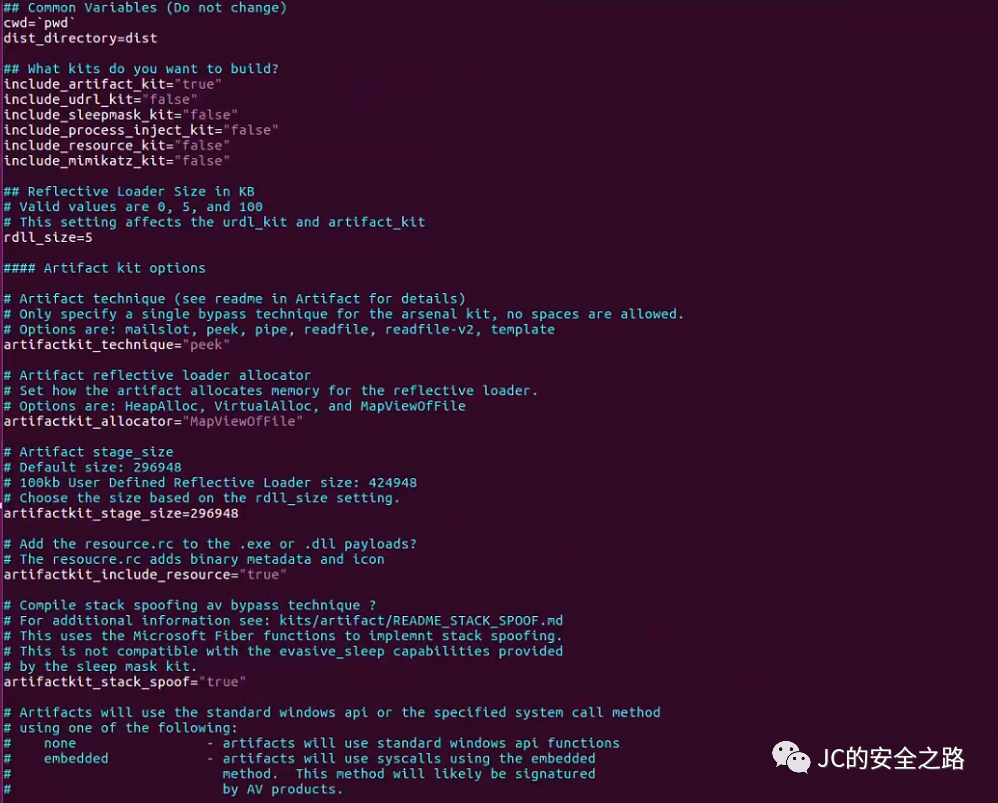 ## Common Variables (Do not change)
cwd=`pwd`
dist_directory=dist
## What kits do you want to build?
include_artifact_kit="true"
include_udrl_kit="false"
include_sleepmask_kit="false"
include_process_inject_kit="false"
include_resource_kit="false"
include_mimikatz_kit="false"
## Reflective Loader Size in KB
# Valid values are 0, 5, and 100
# This setting affects the urdl_kit and artifact_kit
rdll_size=5
#### Artifact kit options
# Artifact technique (see readme in Artifact for details)
# Only specify a single bypass technique for the arsenal kit, no spaces are allowed.
# Options are: mailslot, peek, pipe, readfile, readfile-v2, template
artifactkit_technique="peek"
# Artifact reflective loader allocator
# Set how the artifact allocates memory for the reflective loader.
# Options are: HeapAlloc, VirtualAlloc, and MapViewOfFile
artifactkit_allocator="MapViewOfFile"
# Artifact stage_size
# Default size: 296948
# 100kb User Defined Reflective Loader size: 424948
# Choose the size based on the rdll_size setting.
artifactkit_stage_size=296948
# Add the resource.rc to the .exe or .dll payloads?
# The resoucre.rc adds binary metadata and icon
artifactkit_include_resource="true"
# Compile stack spoofing av bypass technique ?
# For additional information see: kits/artifact/README_STACK_SPOOF.md
# This uses the Microsoft Fiber functions to implemnt stack spoofing.
# This is not compatible with the evasive_sleep capabilities provided
# by the sleep mask kit.
artifactkit_stack_spoof="true"
# Artifacts will use the standard windows api or the specified system call method
# using one of the following:
#    none                - artifacts will use standard windows api functions
#    embedded            - artifacts will use syscalls using the embedded
#                          method.  This method will likely be signatured
#                          by AV products.
JC的安全之路